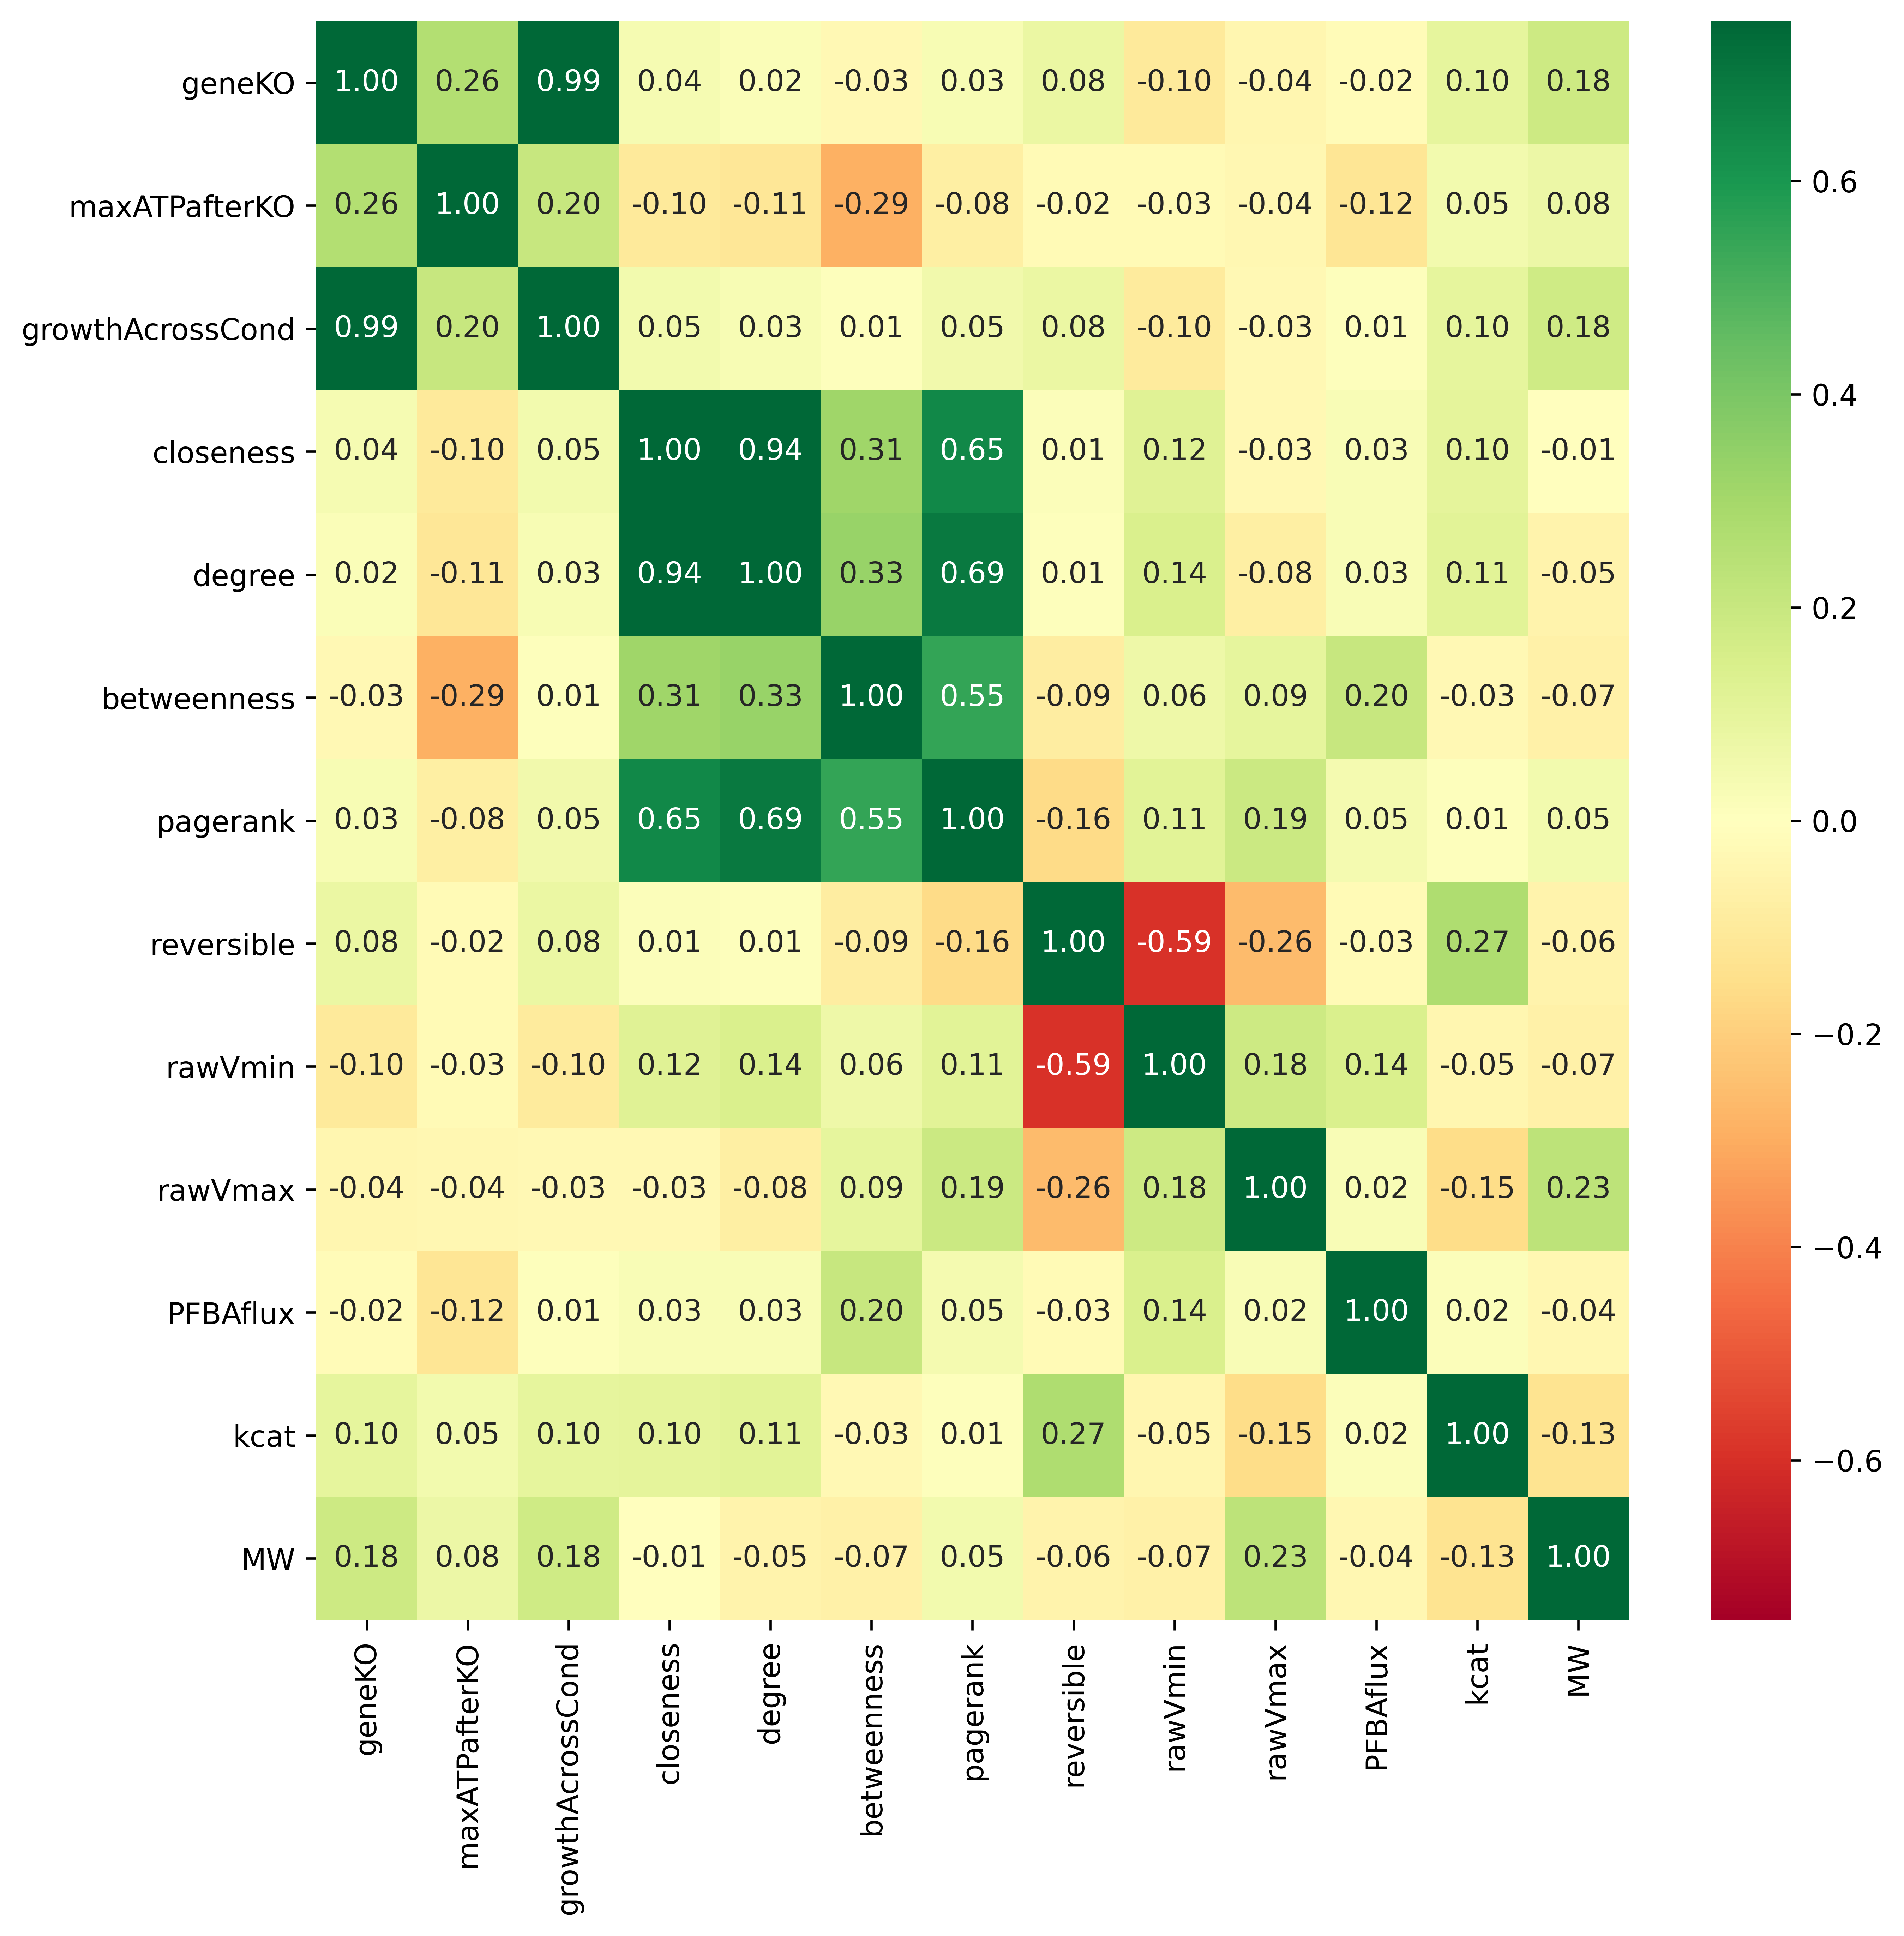 geneKO 1.00 0.26 0.99 0.04 0.02 -0.03 0.03 0.08 -0.10 -0.04 -0.02 0.10 0.18
maxATPafterKO 0.26 1.00 0.20 -0.10 -0.11 -0.29 -0.08 -0.02 -0.03 -0.04 -0.12 0.05 0.08
growthAcrossCond 0.99 0.20 1.00 0.05 0.03 0.01 0.05 0.08 -0.10 -0.03 0.01 0.10 0.18
closeness 0.04 -0.10 0.05 1.00 0.94 0.31 0.65 0.01 0.12 -0.03 0.03 0.10 -0.01
degree 0.02 -0.11 0.03 0.94 1.00 0.33 0.69 0.01 0.14 -0.08 0.03 0.11 -0.05
betweenness -0.03 -0.29 0.01 0.31 0.33 1.00 0.55 -0.09 0.06 0.09 0.20 -0.03 -0.07
pagerank 0.03 -0.08 0.05 0.65 0.69 0.55 1.00 -0.16 0.11 0.19 0.05 0.01 0.05
reversible 0.08 -0.02 0.08 0.01 0.01 -0.09 -0.16 1.00 -0.59 -0.26 -0.03 0.27 -0.06
rawVmin -0.10 -0.03 -0.10 0.12 0.14 0.06 0.11 -0.59 1.00 0.18 0.14 -0.05 -0.07
rawVmax -0.04 -0.04 -0.03 -0.03 -0.08 0.09 0.19 -0.26 0.18 1.00 0.02 -0.15 0.23
PFBAflux -0.02 -0.12 0.01 0.03 0.03 0.20 0.05 -0.03 0.14 0.02 1.00 0.02 -0.04
kcat 0.10 0.05 0.10 0.10 0.11 -0.03 0.01 0.27 -0.05 -0.15 0.02 1.00 -0.13
MW 0.18 0.08 0.18 -0.01 -0.05 -0.07 0.05 -0.06 -0.07 0.23 -0.04 -0.13 1.00
geneKO
maxATPafterKO
growthAcrossCond
closeness
degree
betweenness
pagerank
reversible
rawVmin
rawVmax
PFBAflux
kcat
MW
0.6
0.4
0.2
0.0
−0.2
−0.4
−0.6